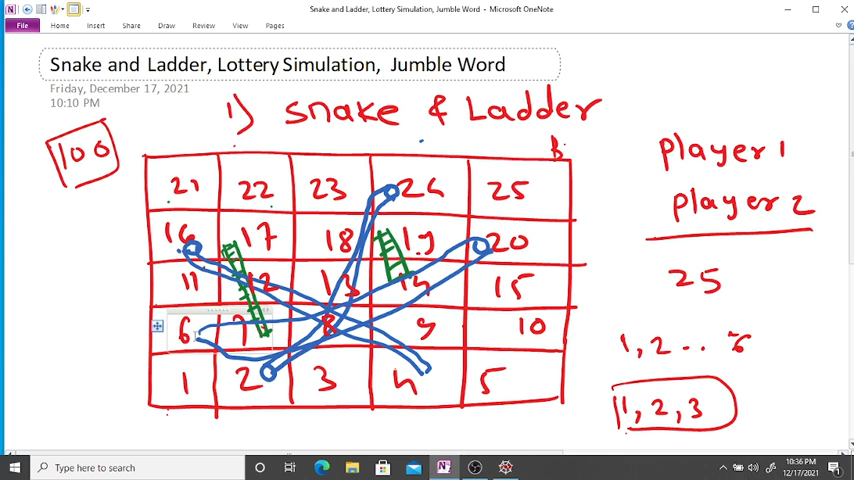 Snake and Ladder, Lottery Simulation, Jumble Word - Microsoft OneNote
File Home Insert Share Draw Review View Pages
Snake and Ladder, Lottery Simulation, Jumble Word
Friday, December 17, 2021
10:10 PM
1) Snake & Ladder
100
B
Player 1
Player 2
21 22 23 24 25
16 17 18 19 20
25
11 12 13 14 15
6 7 8 9 10
1, 2 .. 6
1 2 3 4 5
1, 2, 3
Type here to search
10:36 PM
12/17/2021